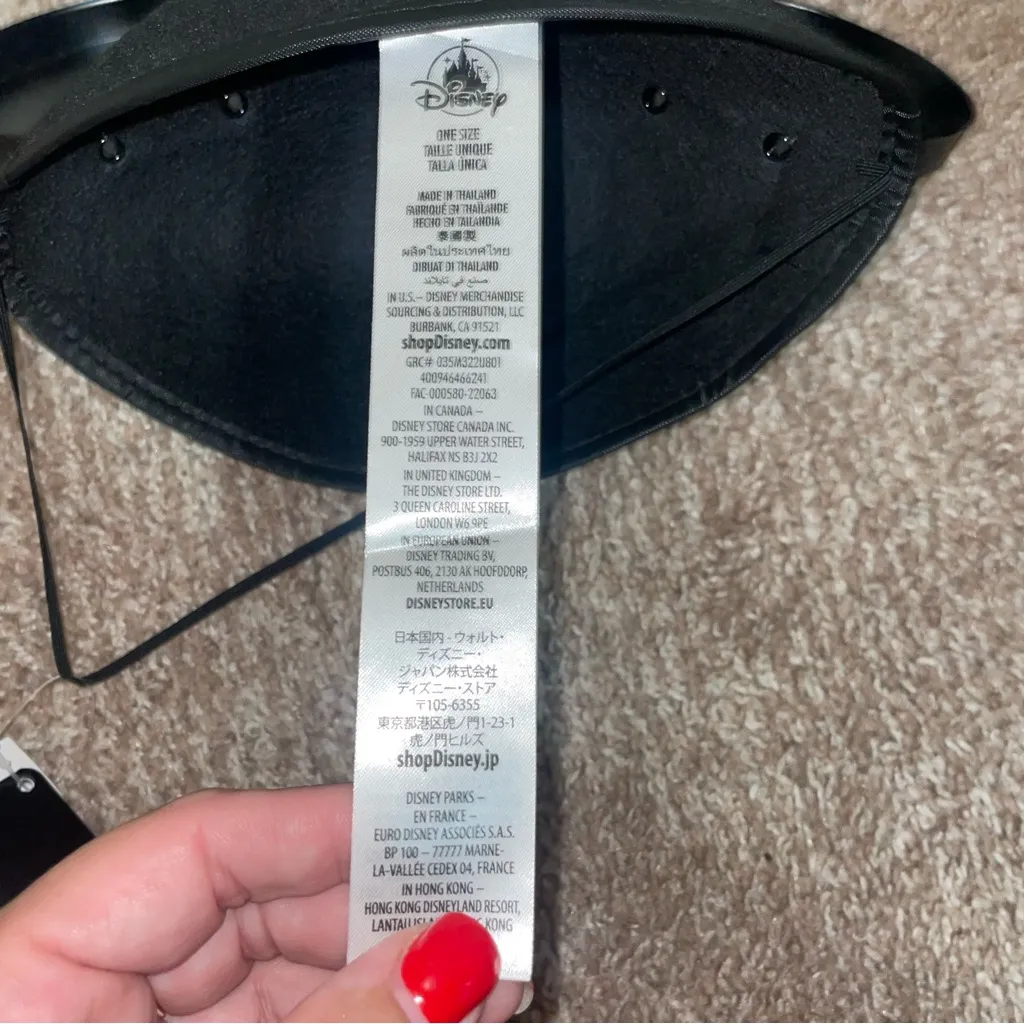 Disney
ONE SIZE
TAILLE UNIQUE
TALLA ÚNICA
MADE IN THAILAND
FABRIQUÉ EN THAÏLANDE
HECHO EN TAILANDIA
泰國製
ผลิตในประเทศไทย
DIBUAT DI THAILAND
صنع في تايلاند
IN U.S. – DISNEY MERCHANDISE
SOURCING & DISTRIBUTION, LLC
BURBANK, CA 91521
shopDisney.com
GRC# 035M322U801
400946466241
FAC-000580-22063
IN CANADA –
DISNEY STORE CANADA INC.
900-1959 UPPER WATER STREET,
HALIFAX NS B3J 2X2
IN UNITED KINGDOM –
THE DISNEY STORE LTD.
3 QUEEN CAROLINE STREET,
LONDON W6 9PE
IN EUROPEAN UNION –
DISNEY TRADING BV,
POSTBUS 406, 2130 AK HOOFDDORP,
NETHERLANDS
DISNEYSTORE.EU
日本国内 - ウォルト・
ディズニー・
ジャパン株式会社
ディズニー・ストア
〒105-6355
東京都港区虎ノ門1-23-1
虎ノ門ヒルズ
shopDisney.jp
DISNEY PARKS –
EN FRANCE –
EURO DISNEY ASSOCIÉS S.A.S.
BP 100 – 77777 MARNE-
LA-VALLÉE CEDEX 04, FRANCE
IN HONG KONG –
HONG KONG DISNEYLAND RESORT,
LANTAU KONG